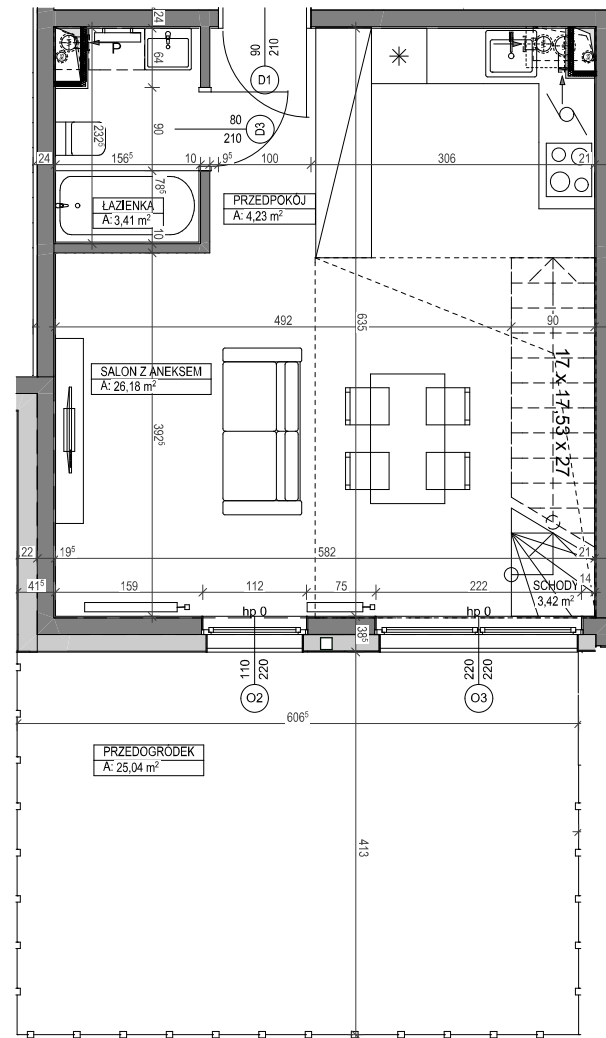 24
P
64
90
210
D1
90
80
210
D3
232⁵
24
156⁵
10
9⁵
100
306
21
78⁵
ŁAZIENKA
A: 3,41 m²
PRZEDPOKÓJ
A: 4,23 m²
10
492
635
90
SALON Z ANEKSEM
A: 26,18 m²
392⁵
17 x 17,53 x 27
22
19⁵
582
21
41⁵
159
112
75
222
14
SCHODY
3,42 m²
hp 0
hp 0
38⁵
110
220
O2
220
220
O3
606⁵
PRZEDOGRÓDEK
A: 25,04 m²
413